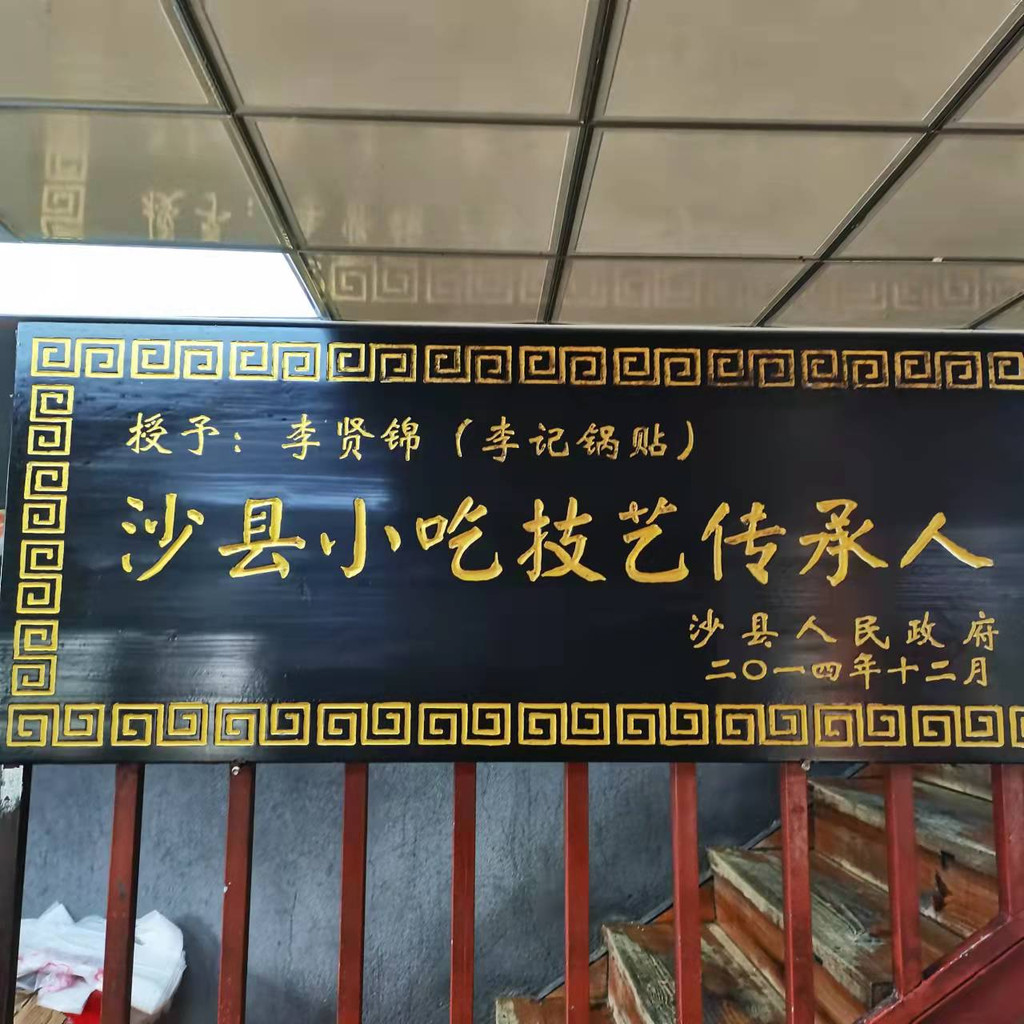 授予：李贤锦（李记锅贴）
沙县小吃技艺传承人
沙县人民政府
二〇一四年十二月